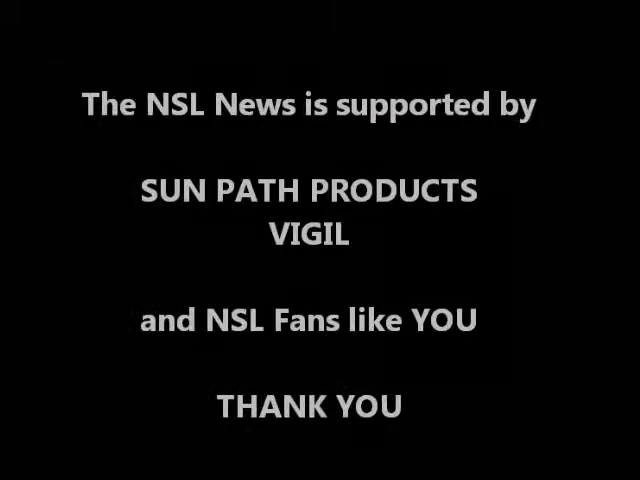 The NSL News is supported by
SUN PATH PRODUCTS
VIGIL
and NSL Fans like YOU
THANK YOU